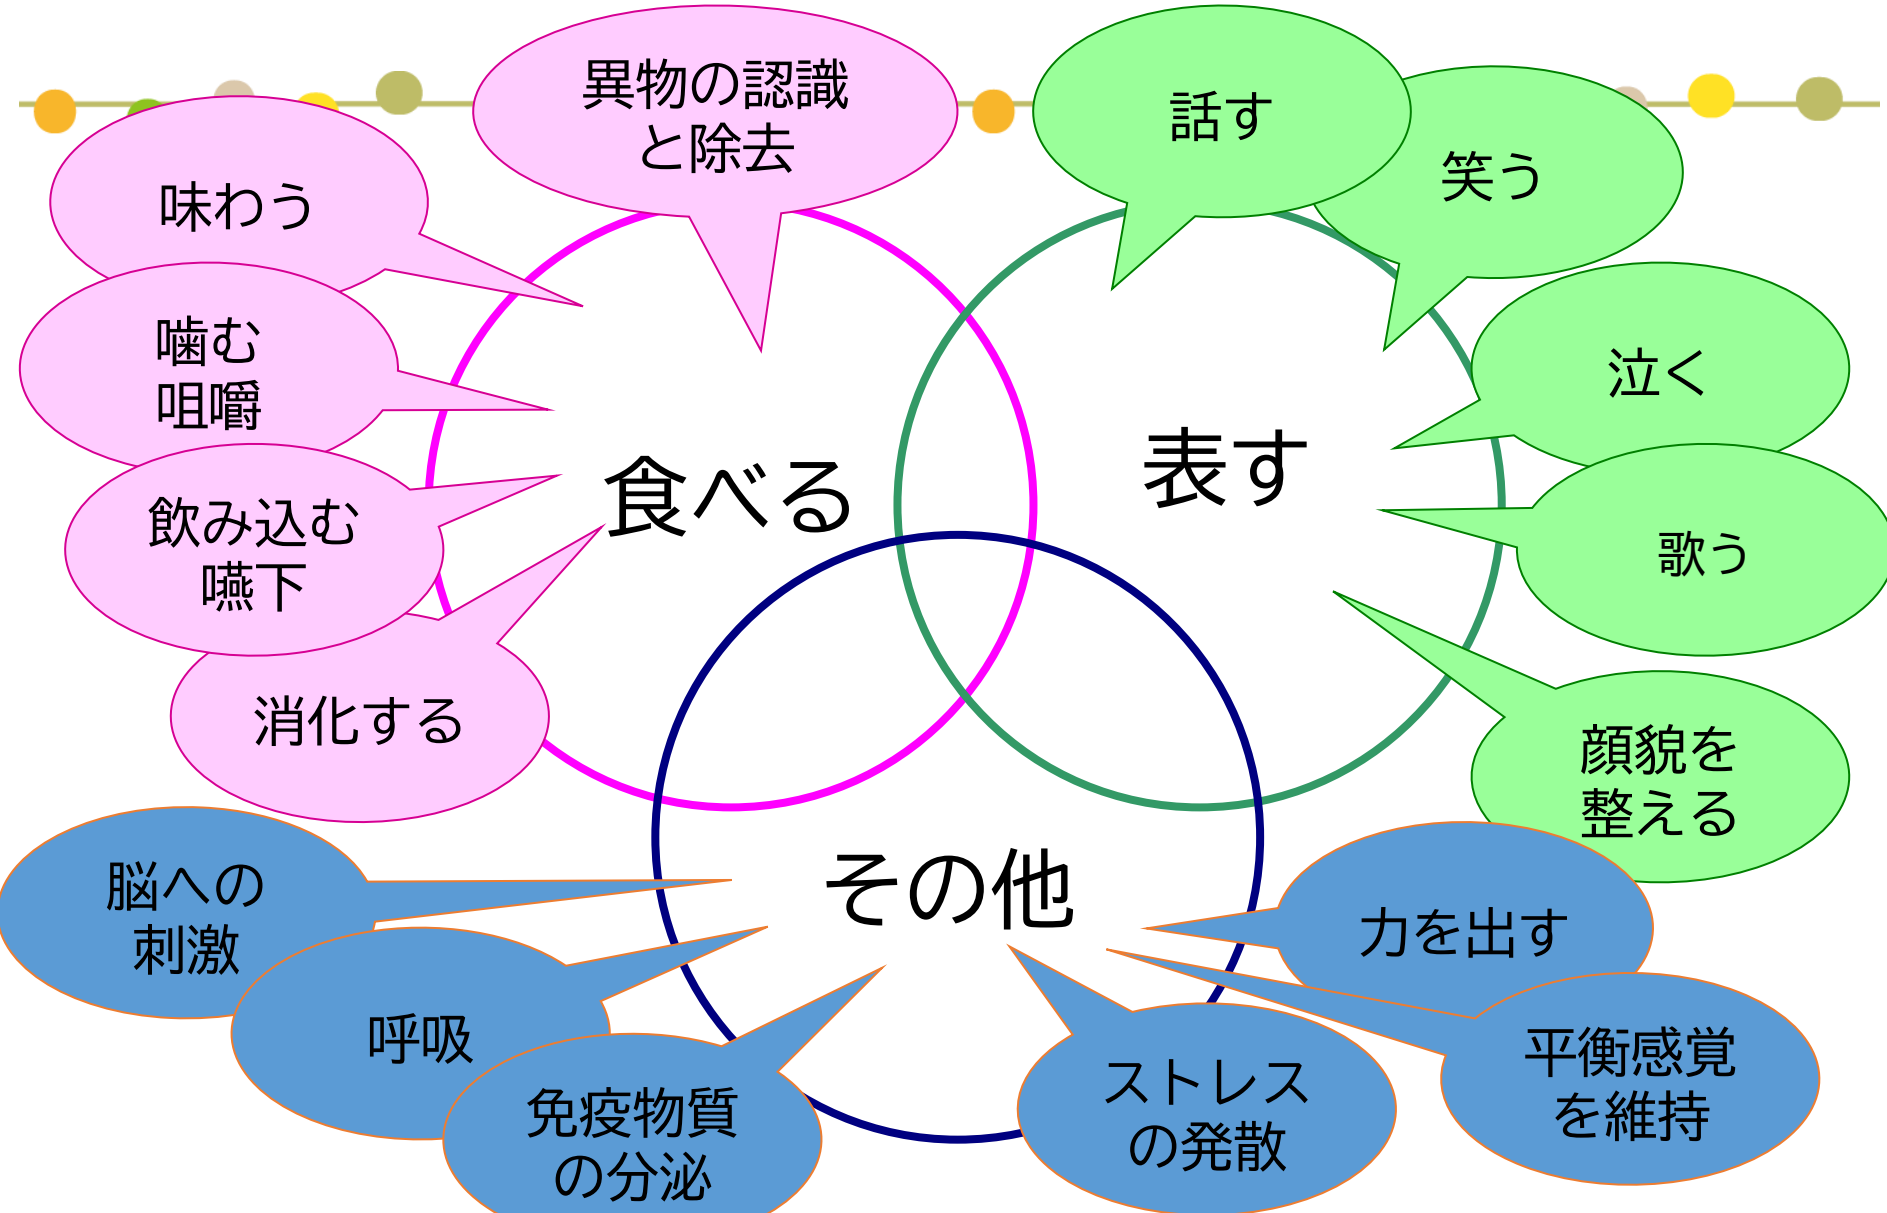 異物の認識
と除去
話す
笑う
味わう
噛む
咀嚼
泣く
食べる
表す
飲み込む
嚥下
歌う
消化する
顔貌を
整える
脳への
刺激
その他
力を出す
呼吸
免疫物質
の分泌
ストレス
の発散
平衡感覚
を維持